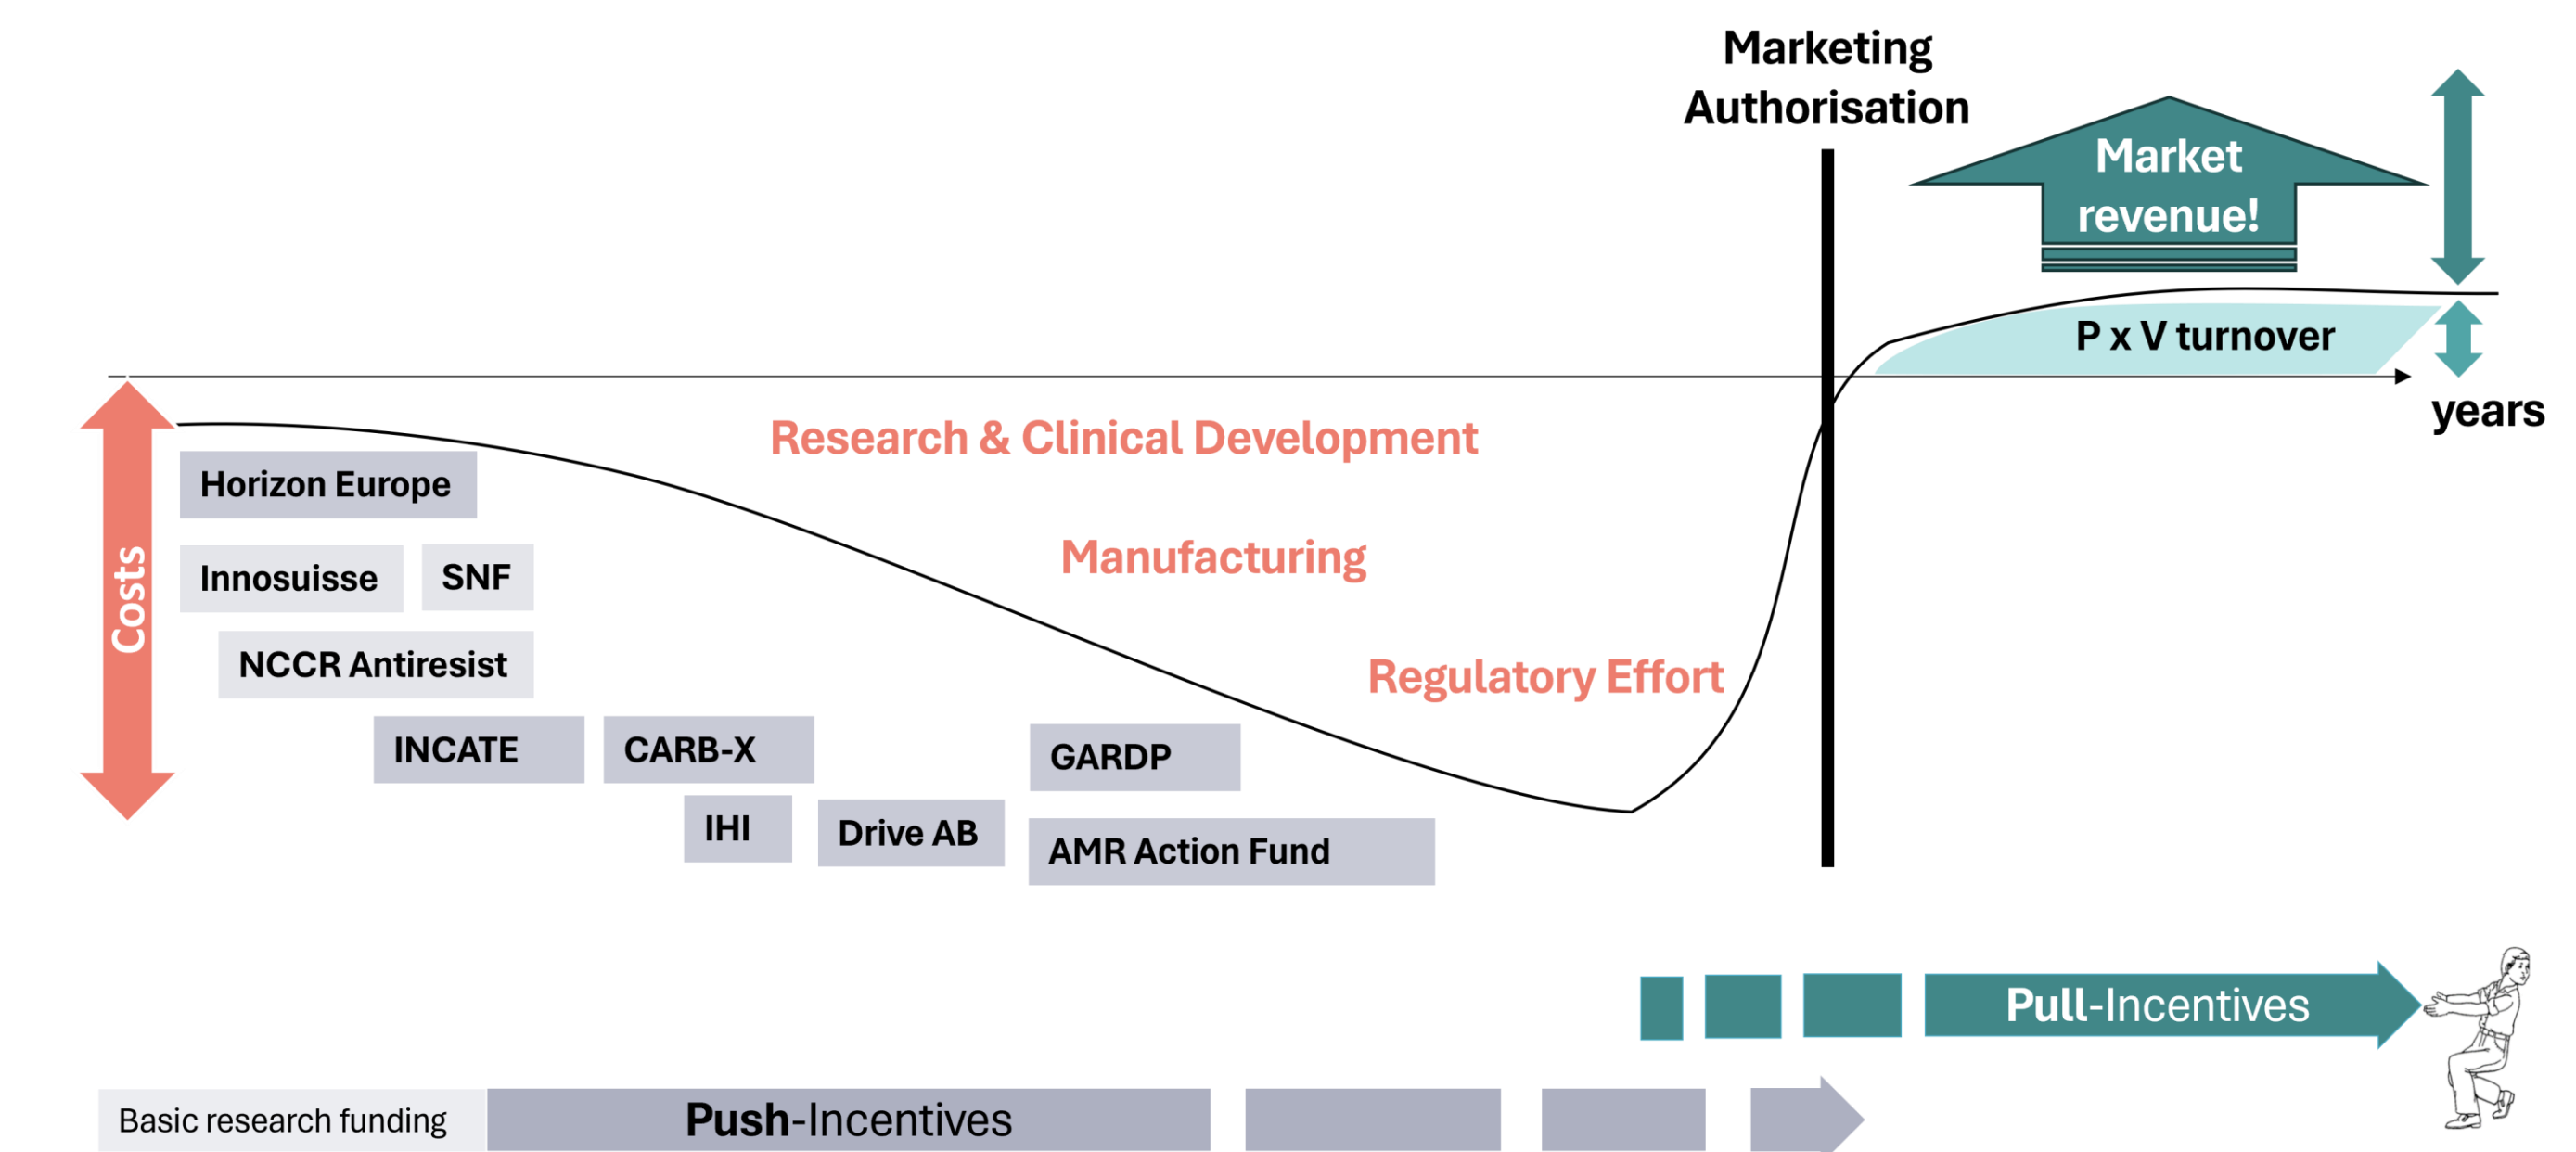 Marketing
Authorisation
Market
revenue!
P x V turnover
years
Costs
Research & Clinical Development
Horizon Europe
Manufacturing
Innosuisse
SNF
NCCR Antiresist
Regulatory Effort
INCATE
CARB-X
GARDP
IHI
Drive AB
AMR Action Fund
Pull-Incentives
Basic research funding
Push-Incentives